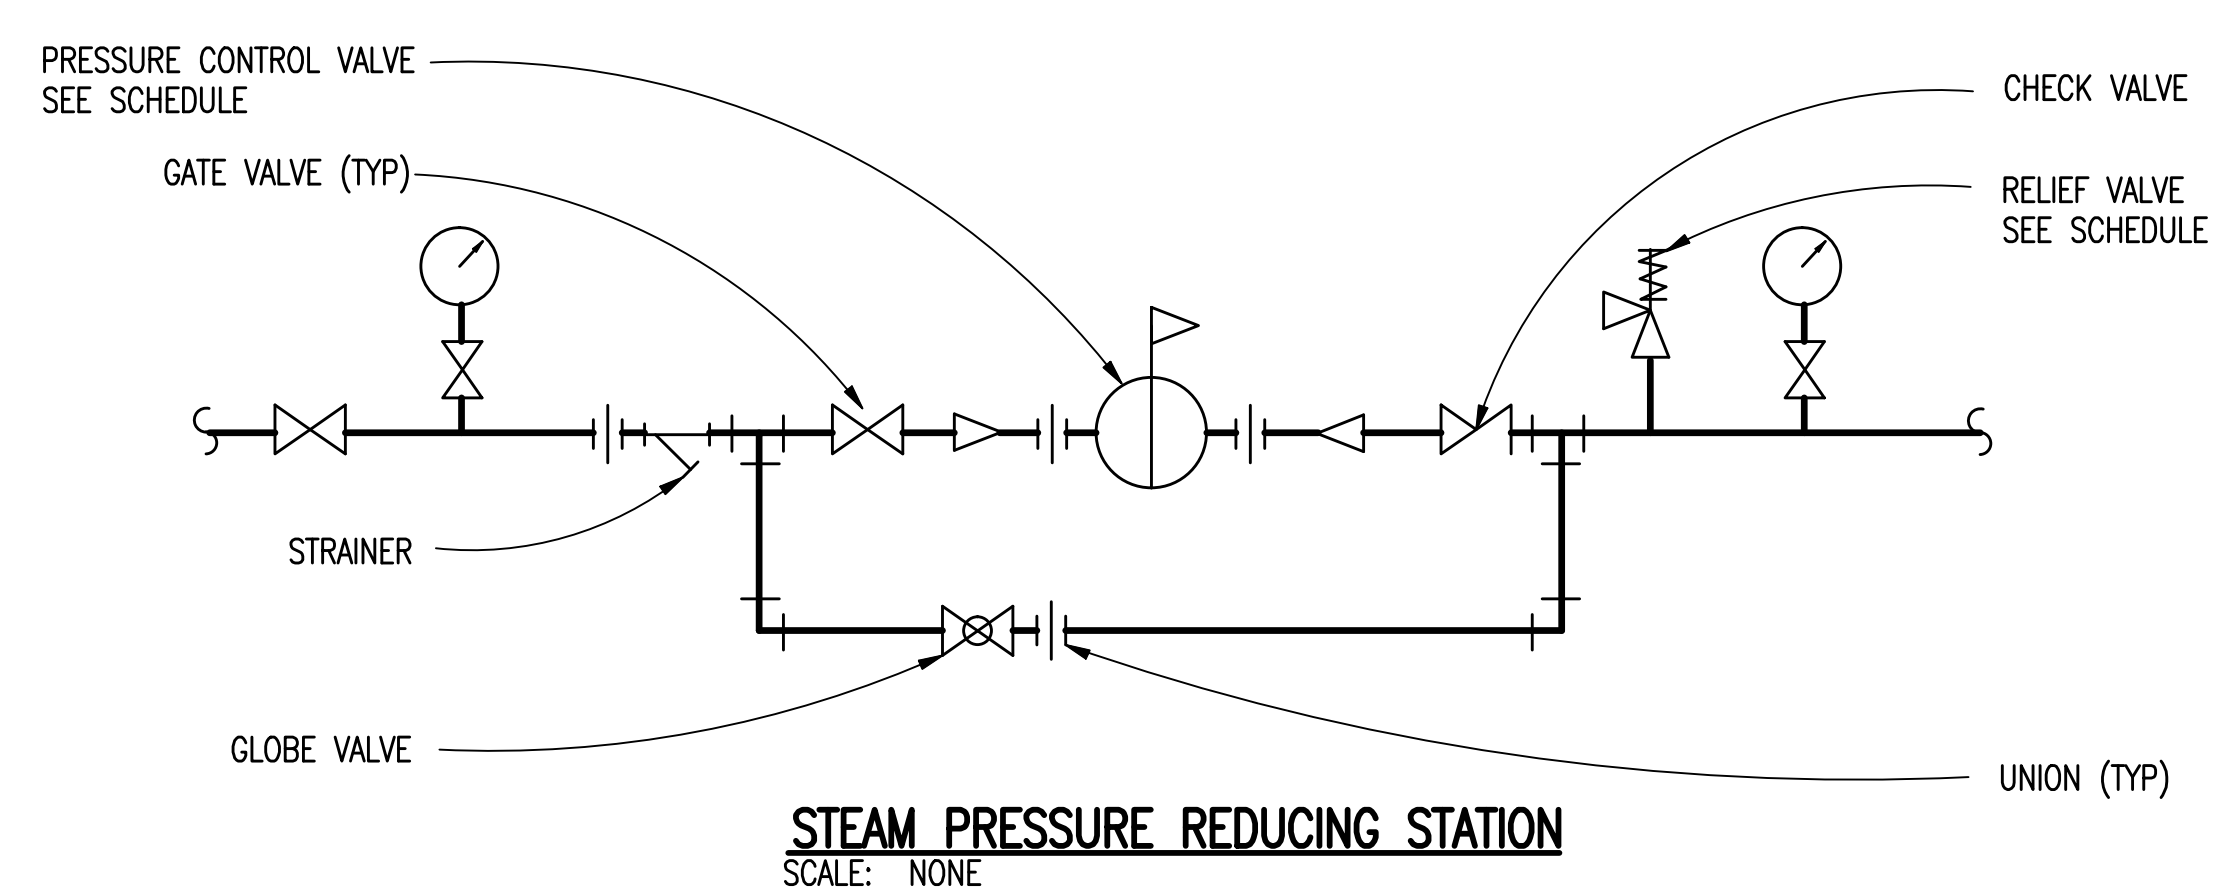 PRESSURE CONTROL VALVE
SEE SCHEDULE
GATE VALVE (TYP)
CHECK VALVE
RELIEF VALVE
SEE SCHEDULE
STRAINER
GLOBE VALVE
UNION (TYP)
STEAM PRESSURE REDUCING STATION
SCALE: NONE